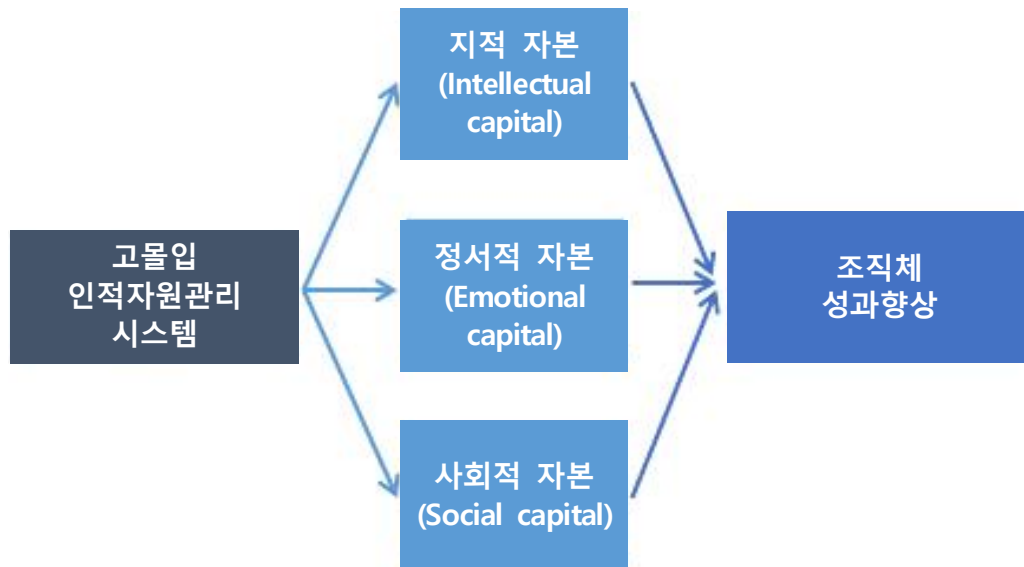 고몰입
인적자원관리
시스템
지적 자본
(Intellectual
capital)
정서적 자본
(Emotional
capital)
사회적 자본
(Social capital)
조직체
성과향상